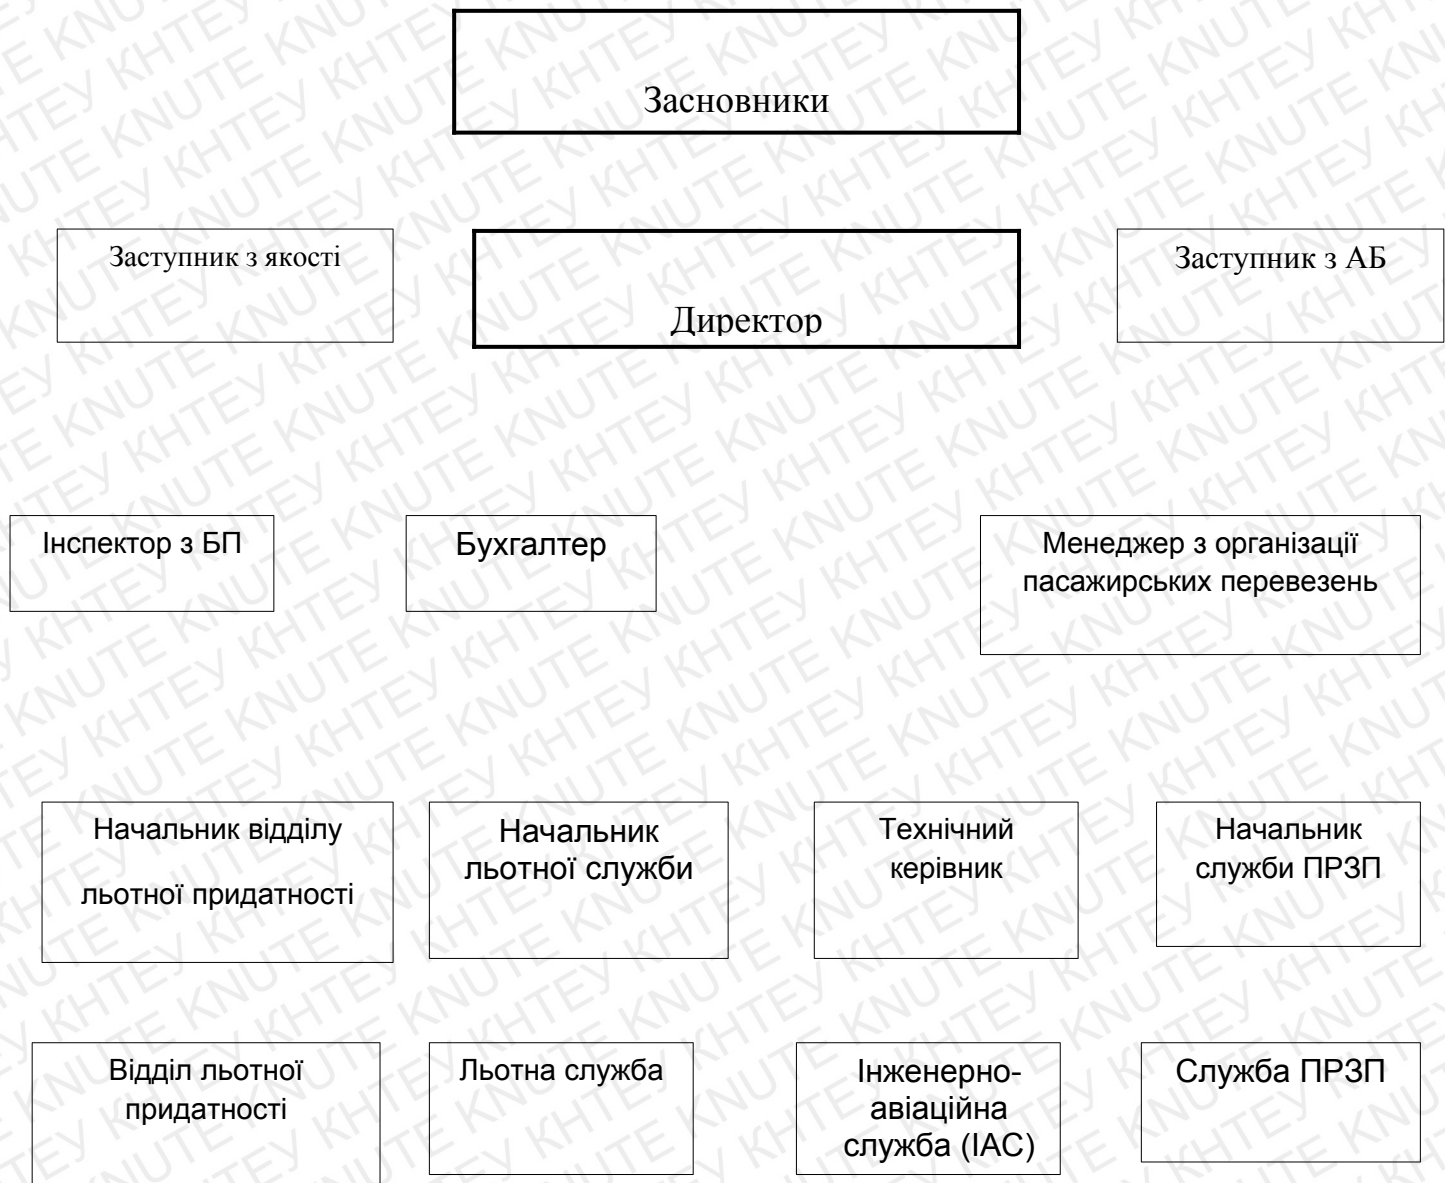 Засновники
Заступник з якості
Директор
Заступник з АБ
Інспектор з БП
Бухгалтер
Менеджер з організації
пасажирських перевезень
Начальник відділу
льотної придатності
Начальник
льотної служби
Технічний
керівник
Начальник
служби ПРЗП
Відділ льотної
придатності
Льотна служба
Інженерно-
авіаційна
служба (ІАС)
Служба ПРЗП